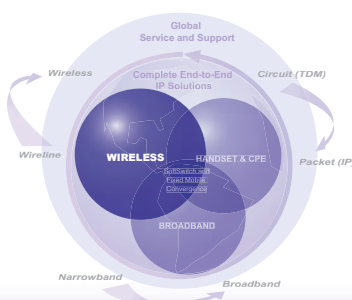 Global
Service and Support
Wireless
Complete End-to-End
IP Solutions
Circuit (TDM)
WIRELESS
HANDSET & CPE
Wireline
Packet (IP)
Softswitch and
Fixed Mobile
Convergence
BROADBAND
Narrowband
Broadband